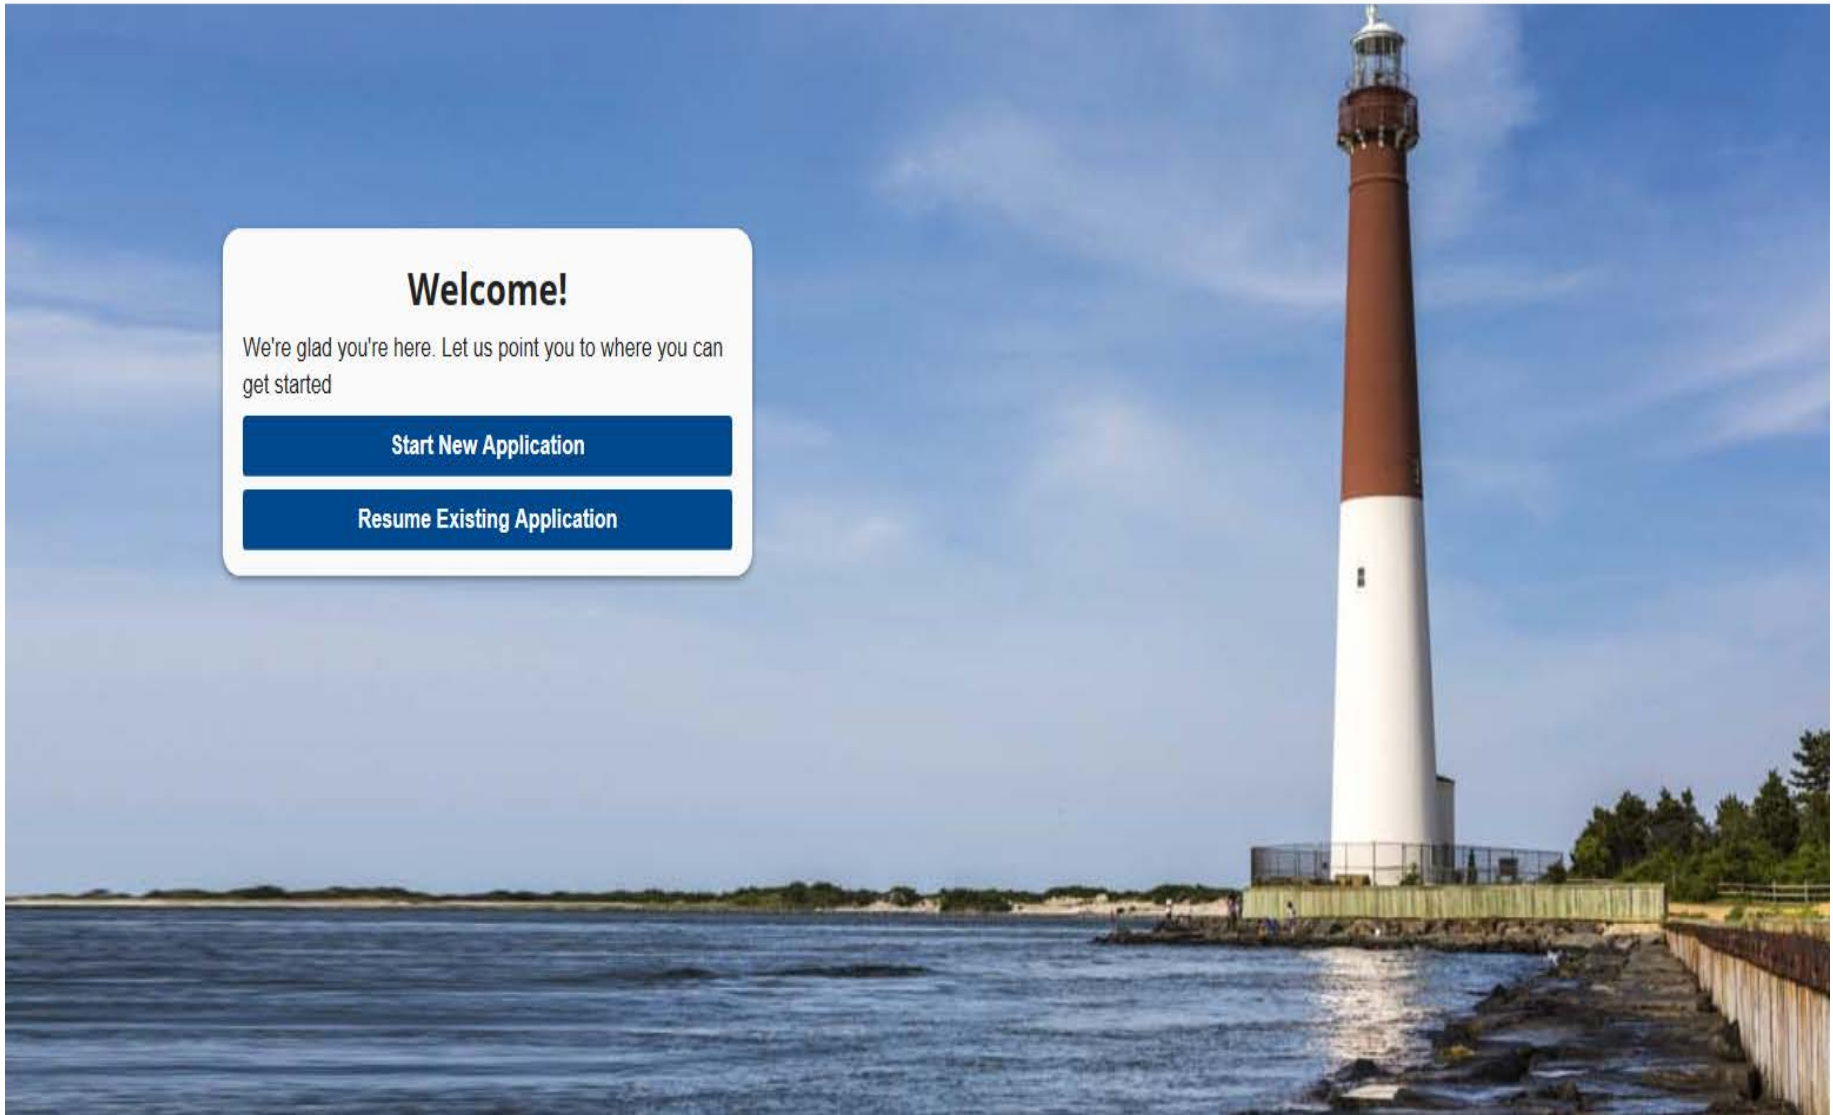 Welcome!
We're glad you're here. Let us point you to where you can
get started
Start New Application
Resume Existing Application